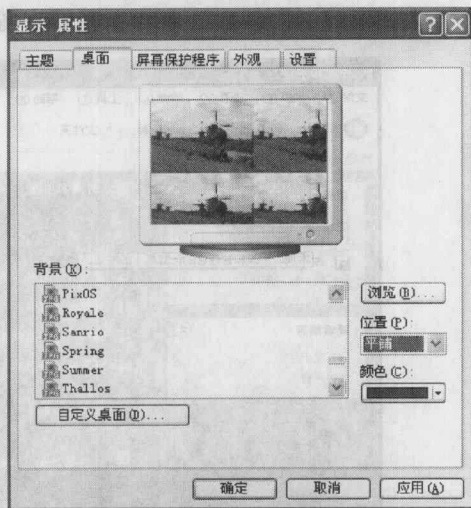 显示 属性
主题 桌面 屏幕保护程序 外观 设置
背景(K):
PixOS
Royale
Sanrio
Spring
Summer
Thallos
浏览(B)...
位置(P):
平铺
颜色(C):
自定义桌面(D)...
确定 取消 应用(A)